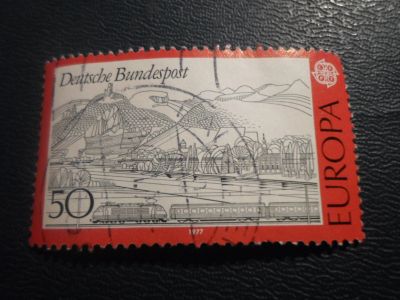 Deutsche Bundespost
EUROPA
50
1977